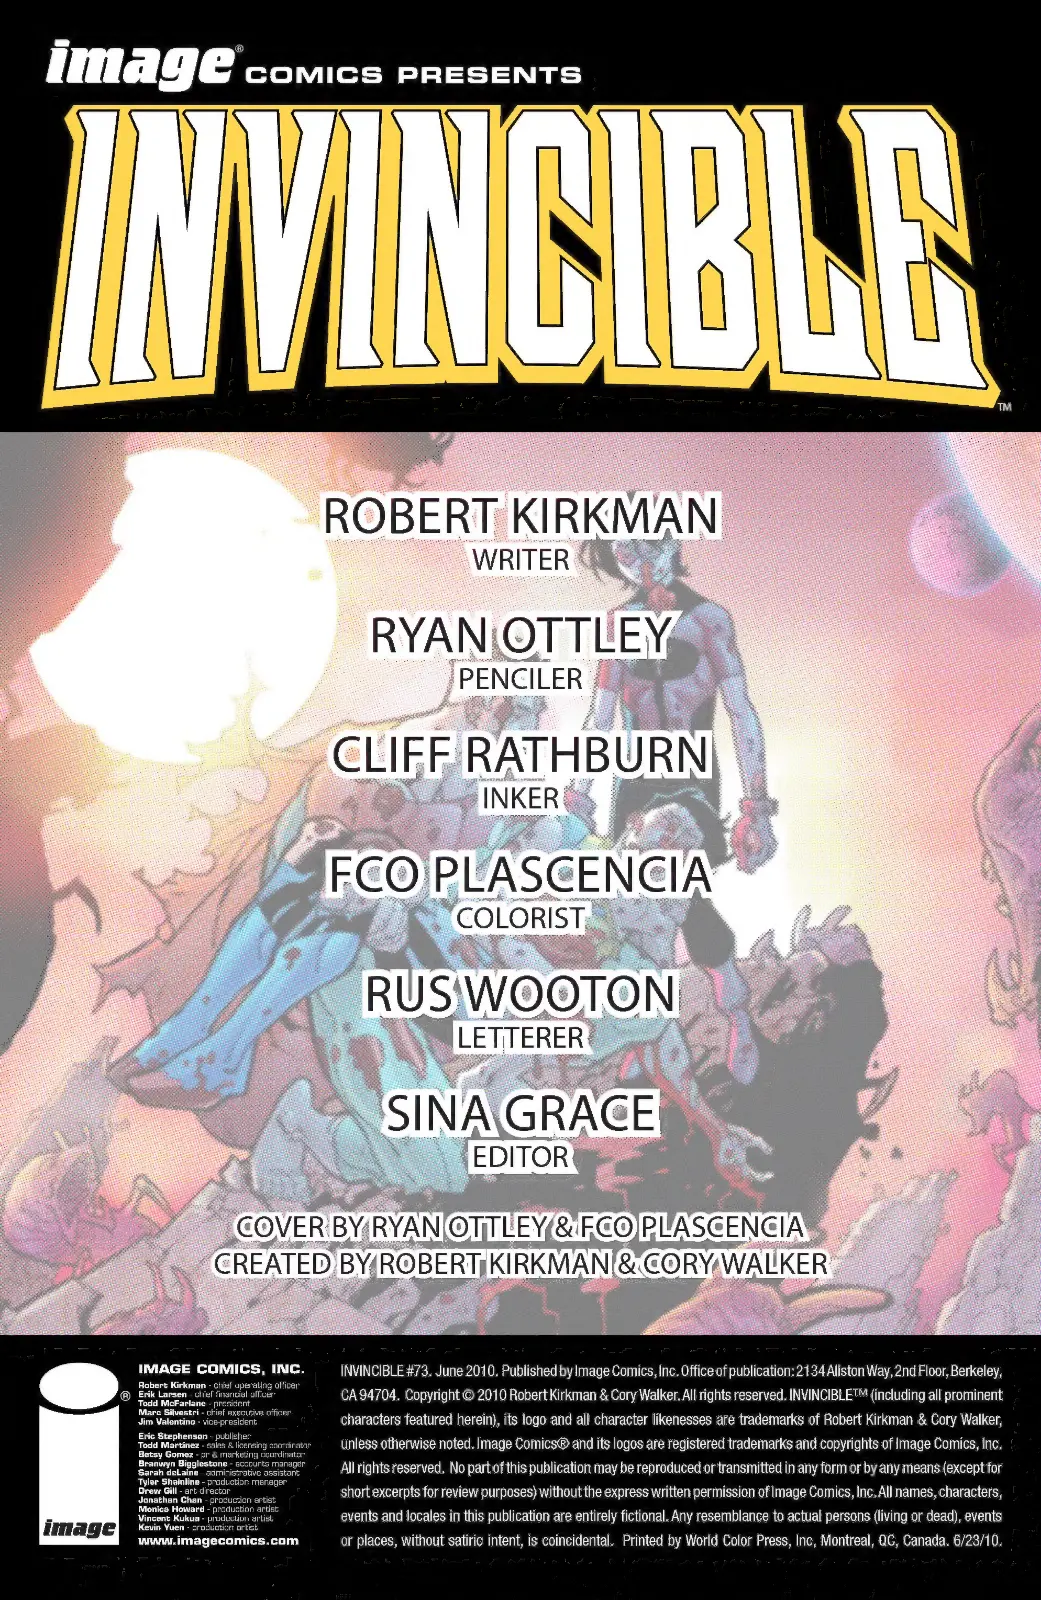 image® COMICS PRESENTS
INVINCIBLE™
ROBERT KIRKMAN
WRITER
RYAN OTTLEY
PENCILER
CLIFF RATHBURN
INKER
FCO PLASCENCIA
COLORIST
RUS WOOTON
LETTERER
SINA GRACE
EDITOR
COVER BY RYAN OTTLEY & FCO PLASCENCIA
CREATED BY ROBERT KIRKMAN & CORY WALKER
®
image
IMAGE COMICS, INC.
Robert Kirkman - chief operating officer
Erik Larsen - chief financial officer
Todd McFarlane - president
Marc Silvestri - chief executive officer
Jim Valentino - vice-president
Eric Stephenson - publisher
Todd Martinez - sales & licensing coordinator
Betsy Gomez - pr & marketing coordinator
Branwyn Bigglestone - accounts manager
Sarah deLaine - administrative assistant
Tyler Shainline - production manager
Drew Gill - art director
Jonathan Chan - production artist
Monica Howard - production artist
Vincent Kukua - production artist
Kevin Yuen - production artist
www.imagecomics.com
INVINCIBLE #73. June 2010. Published by Image Comics, Inc. Office of publication: 2134 Allston Way, 2nd Floor, Berkeley,
CA 94704. Copyright © 2010 Robert Kirkman & Cory Walker. All rights reserved. INVINCIBLE™ (including all prominent
characters featured herein), its logo and all character likenesses are trademarks of Robert Kirkman & Cory Walker,
unless otherwise noted. Image Comics® and its logos are registered trademarks and copyrights of Image Comics, Inc.
All rights reserved. No part of this publication may be reproduced or transmitted in any form or by any means (except for
short excerpts for review purposes) without the express written permission of Image Comics, Inc. All names, characters,
events and locales in this publication are entirely fictional. Any resemblance to actual persons (living or dead), events
or places, without satiric intent, is coincidental. Printed by World Color Press, Inc, Montreal, QC, Canada. 6/23/10.